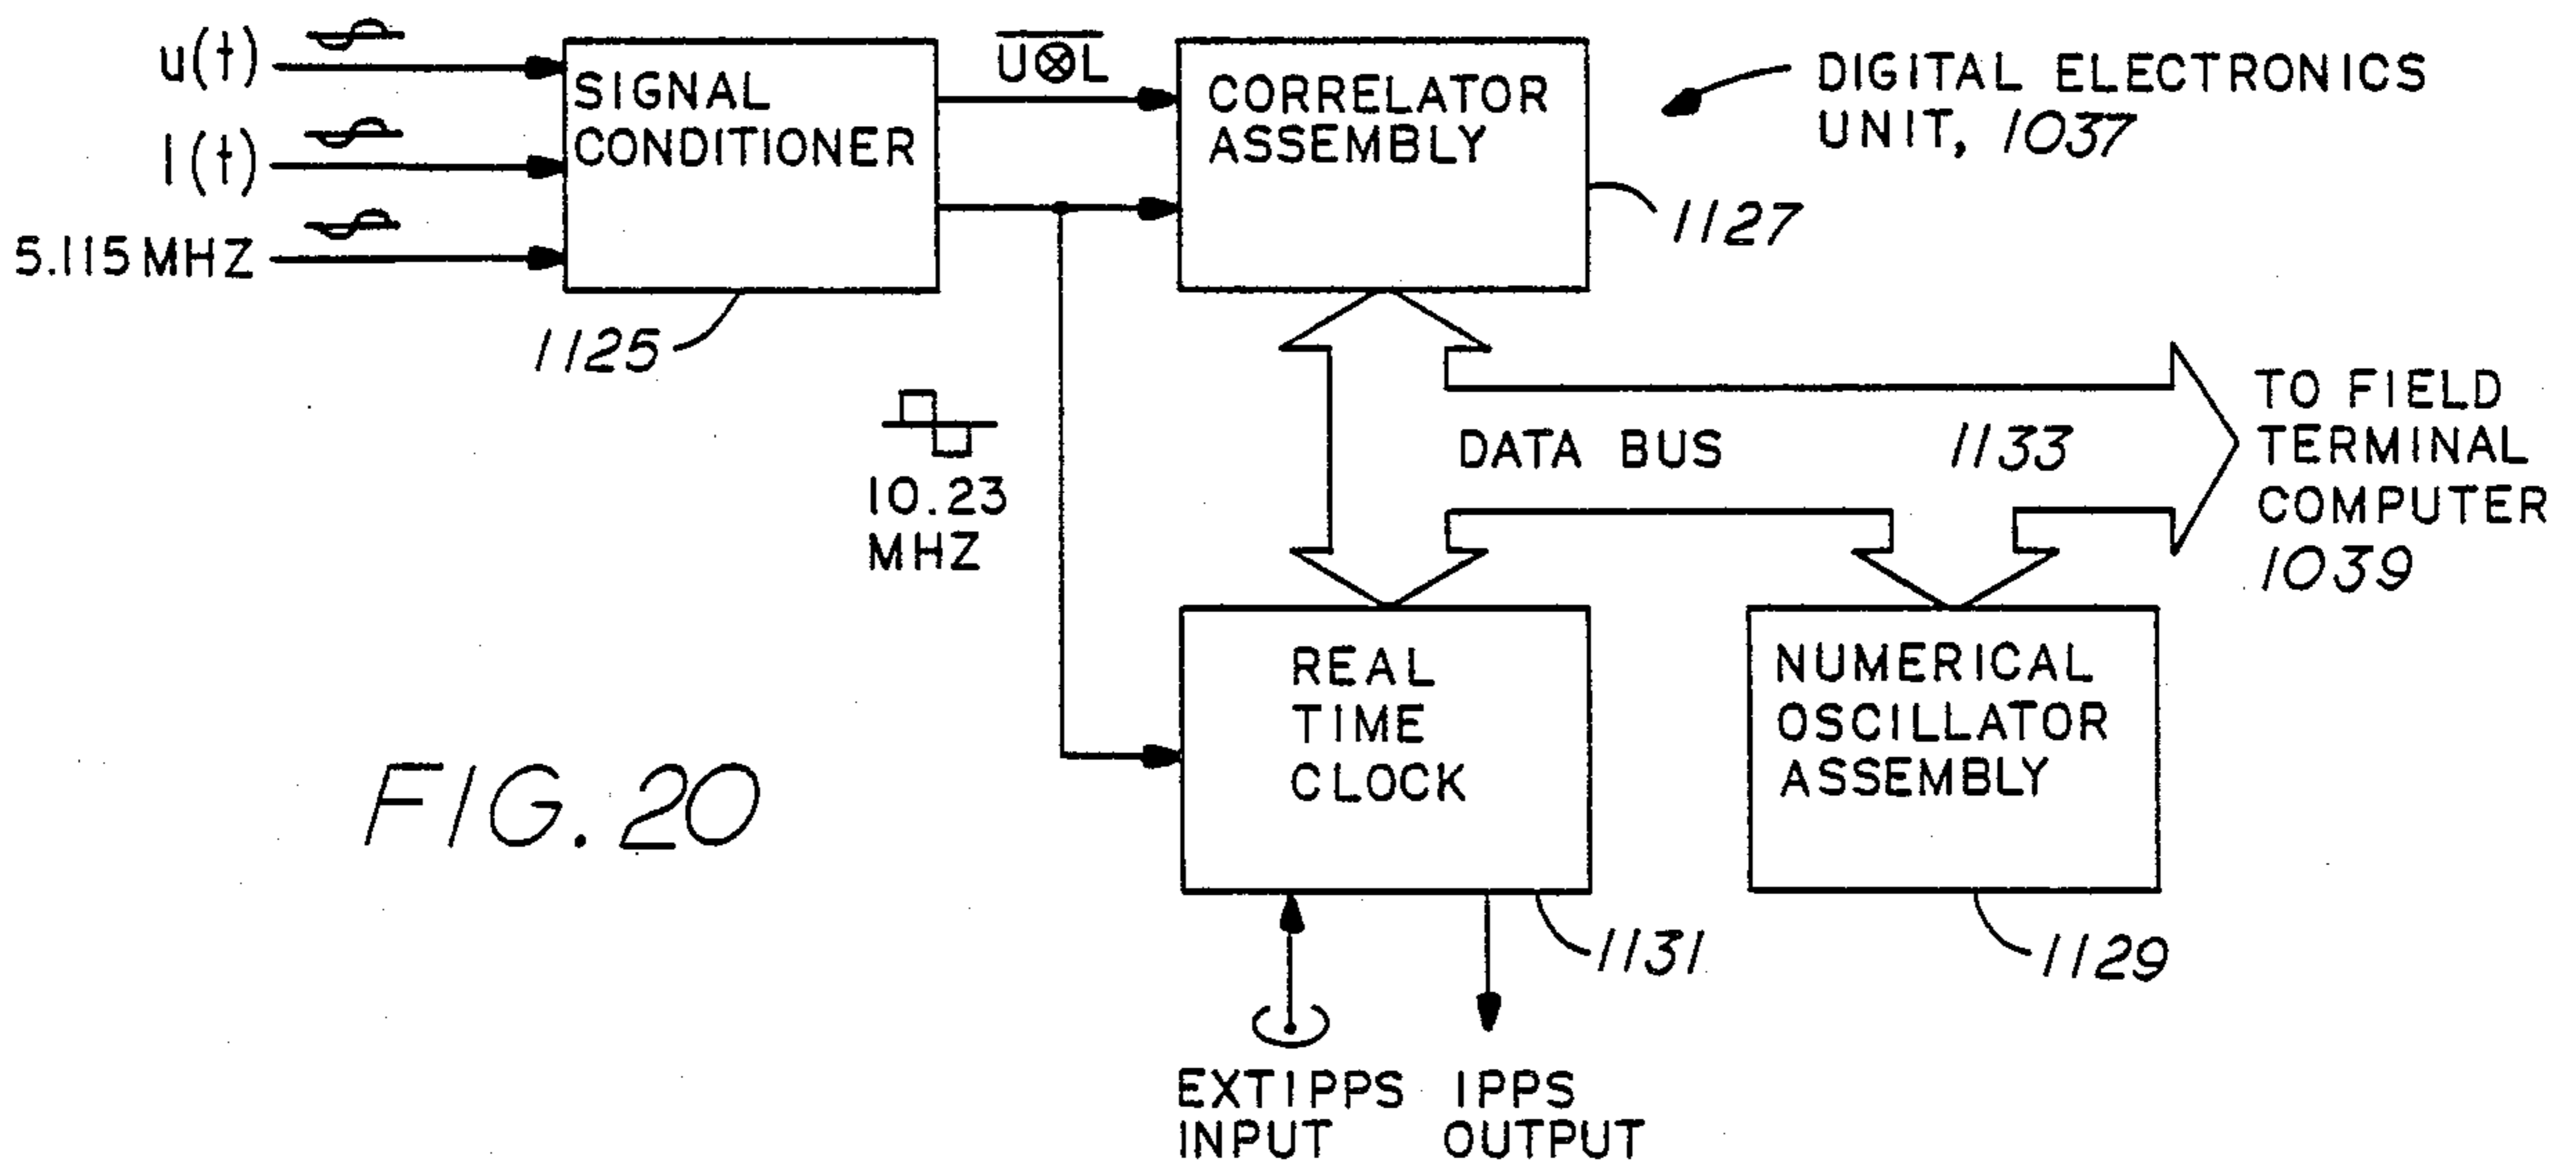 u(t)
l(t)
5.115 MHZ
SIGNAL
CONDITIONER
1125
U⊗L
CORRELATOR
ASSEMBLY
1127
DIGITAL ELECTRONICS
UNIT, 1037
10.23
MHZ
DATA BUS 1133
TO FIELD
TERMINAL
COMPUTER
1039
REAL
TIME
CLOCK
1131
NUMERICAL
OSCILLATOR
ASSEMBLY
1129
EXT1PPS
INPUT
1PPS
OUTPUT
FIG. 20